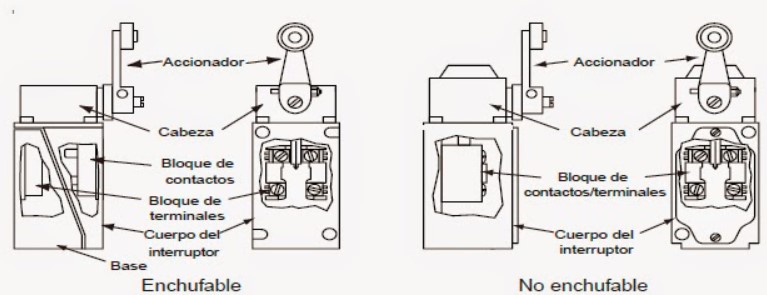 Accionador
Cabeza
Bloque de
contactos
Bloque de
terminales
Cuerpo del
interruptor
Base
Enchufable
Accionador
Cabeza
Bloque de
contactos/terminales
Cuerpo del
interruptor
No enchufable